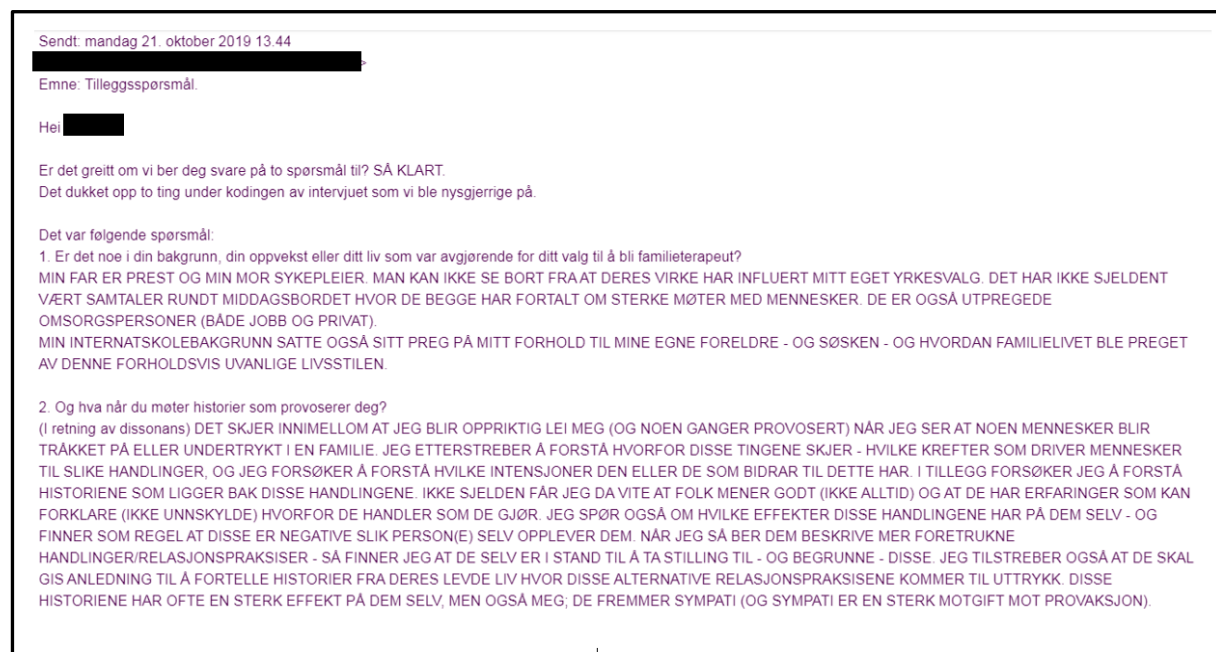 Sendt: mandag 21. oktober 2019 13.44
>
Emne: Tilleggsspørsmål.
Hei
Er det greitt om vi ber deg svare på to spørsmål til? SÅ KLART.
Det dukket opp to ting under kodingen av intervjuet som vi ble nysgjerrige på.
Det var følgende spørsmål:
1. Er det noe i din bakgrunn, din oppvekst eller ditt liv som var avgjørende for ditt valg til å bli familieterapeut?
MIN FAR ER PREST OG MIN MOR SYKEPLEIER. MAN KAN IKKE SE BORT FRA AT DERES VIRKE HAR INFLUERT MITT EGET YRKESVALG. DET HAR IKKE SJELDENT
VÆRT SAMTALER RUNDT MIDDAGSBORDET HVOR DE BEGGE HAR FORTALT OM STERKE MØTER MED MENNESKER. DE ER OGSÅ UTPREGEDE
OMSORGSPERSONER (BÅDE JOBB OG PRIVAT).
MIN INTERNATSKOLEBAKGRUNN SATTE OGSÅ SITT PREG PÅ MITT FORHOLD TIL MINE EGNE FORELDRE - OG SØSKEN - OG HVORDAN FAMILIELIVET BLE PREGET
AV DENNE FORHOLDSVIS UVANLIGE LIVSSTILEN.
2. Og hva når du møter historier som provoserer deg?
(I retning av dissonans) DET SKJER INNIMELLOM AT JEG BLIR OPPRIKTIG LEI MEG (OG NOEN GANGER PROVOSERT) NÅR JEG SER AT NOEN MENNESKER BLIR
TRÅKKET PÅ ELLER UNDERTRYKT I EN FAMILIE. JEG ETTERSTREBER Å FORSTÅ HVORFOR DISSE TINGENE SKJER - HVILKE KREFTER SOM DRIVER MENNESKER
TIL SLIKE HANDLINGER, OG JEG FORSØKER Å FORSTÅ HVILKE INTENSJONER DEN ELLER DE SOM BIDRAR TIL DETTE HAR. I TILLEGG FORSØKER JEG Å FORSTÅ
HISTORIENE SOM LIGGER BAK DISSE HANDLINGENE. IKKE SJELDEN FÅR JEG DA VITE AT FOLK MENER GODT (IKKE ALLTID) OG AT DE HAR ERFARINGER SOM KAN
FORKLARE (IKKE UNNSKYLDE) HVORFOR DE HANDLER SOM DE GJØR. JEG SPØR OGSÅ OM HVILKE EFFEKTER DISSE HANDLINGENE HAR PÅ DEM SELV - OG
FINNER SOM REGEL AT DISSE ER NEGATIVE SLIK PERSON(E) SELV OPPLEVER DEM. NÅR JEG SÅ BER DEM BESKRIVE MER FORETRUKNE
HANDLINGER/RELASJONSPRAKSISER - SÅ FINNER JEG AT DE SELV ER I STAND TIL Å TA STILLING TIL - OG BEGRUNNE - DISSE. JEG TILSTREBER OGSÅ AT DE SKAL
GIS ANLEDNING TIL Å FORTELLE HISTORIER FRA DERES LEVDE LIV HVOR DISSE ALTERNATIVE RELASJONSPRAKSISENE KOMMER TIL UTTRYKK. DISSE
HISTORIENE HAR OFTE EN STERK EFFEKT PÅ DEM SELV, MEN OGSÅ MEG; DE FREMMER SYMPATI (OG SYMPATI ER EN STERK MOTGIFT MOT PROVAKSJON).